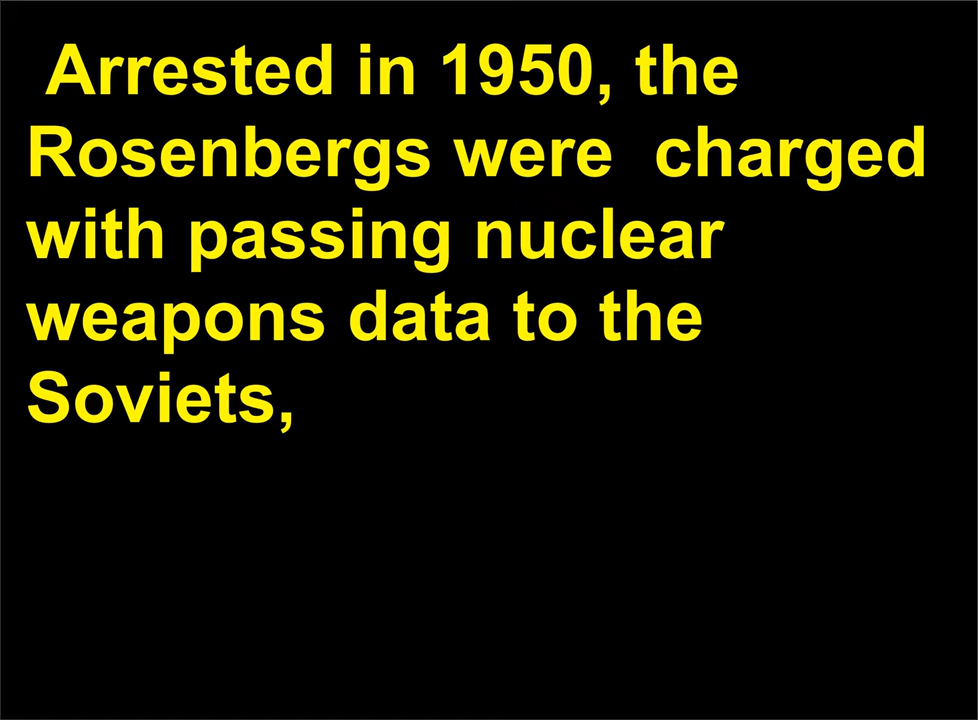 Arrested in 1950, the
Rosenbergs were  charged
with passing nuclear
weapons data to the
Soviets,